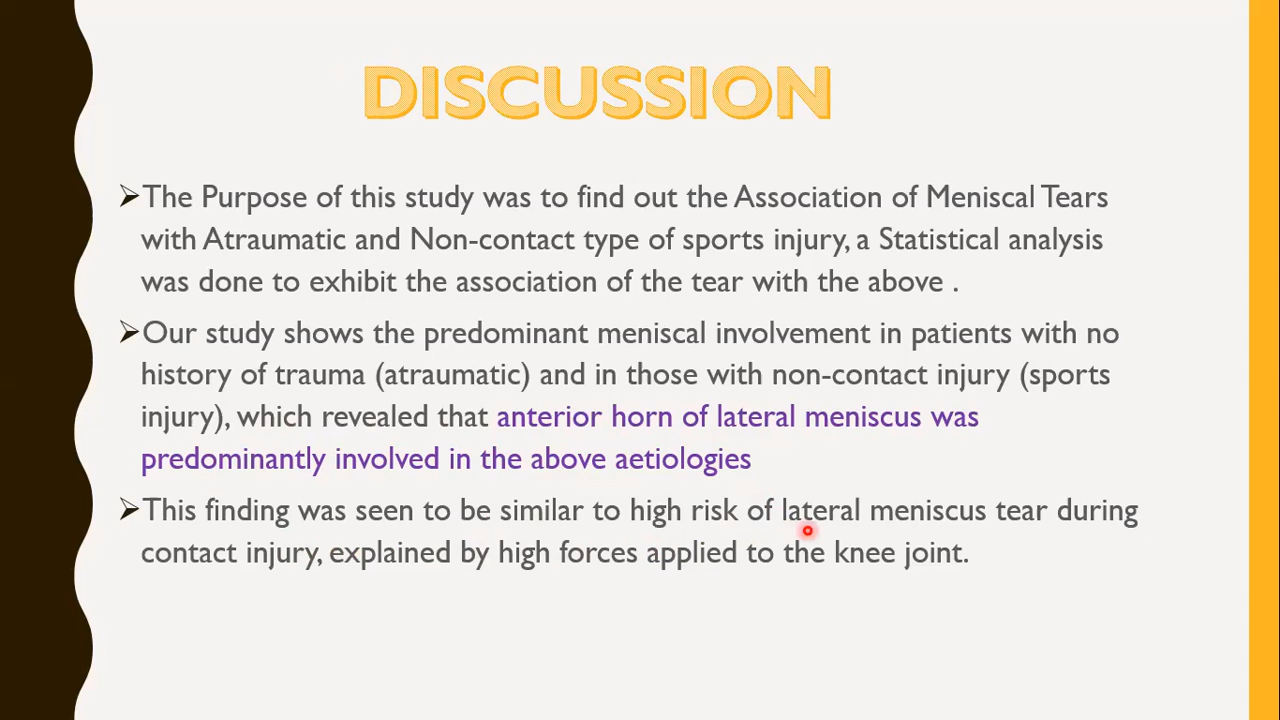 DISCUSSION
➢The Purpose of this study was to find out the Association of Meniscal Tears
with Atraumatic and Non-contact type of sports injury, a Statistical analysis
was done to exhibit the association of the tear with the above .
➢Our study shows the predominant meniscal involvement in patients with no
history of trauma (atraumatic) and in those with non-contact injury (sports
injury), which revealed that anterior horn of lateral meniscus was
predominantly involved in the above aetiologies
➢This finding was seen to be similar to high risk of lateral meniscus tear during
contact injury, explained by high forces applied to the knee joint.